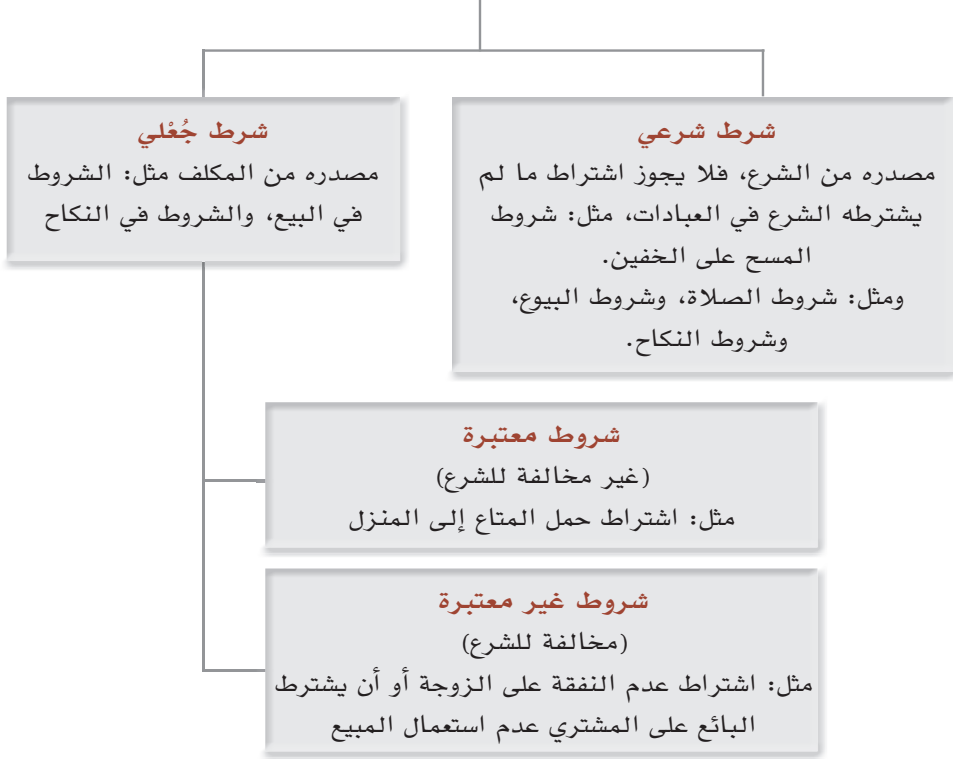 شرط شرعي
مصدره من الشرع، فلا يجوز اشتراط ما لم
يشترطه الشرع في العبادات، مثل: شروط
المسح على الخفين.
ومثل: شروط الصلاة، وشروط البيوع،
وشروط النكاح.
شرط جُعْلي
مصدره من المكلف مثل: الشروط
في البيع، والشروط في النكاح
شروط معتبرة
(غير مخالفة للشرع)
مثل: اشتراط حمل المتاع إلى المنزل
شروط غير معتبرة
(مخالفة للشرع)
مثل: اشتراط عدم النفقة على الزوجة أو أن يشترط
البائع على المشتري عدم استعمال المبيع